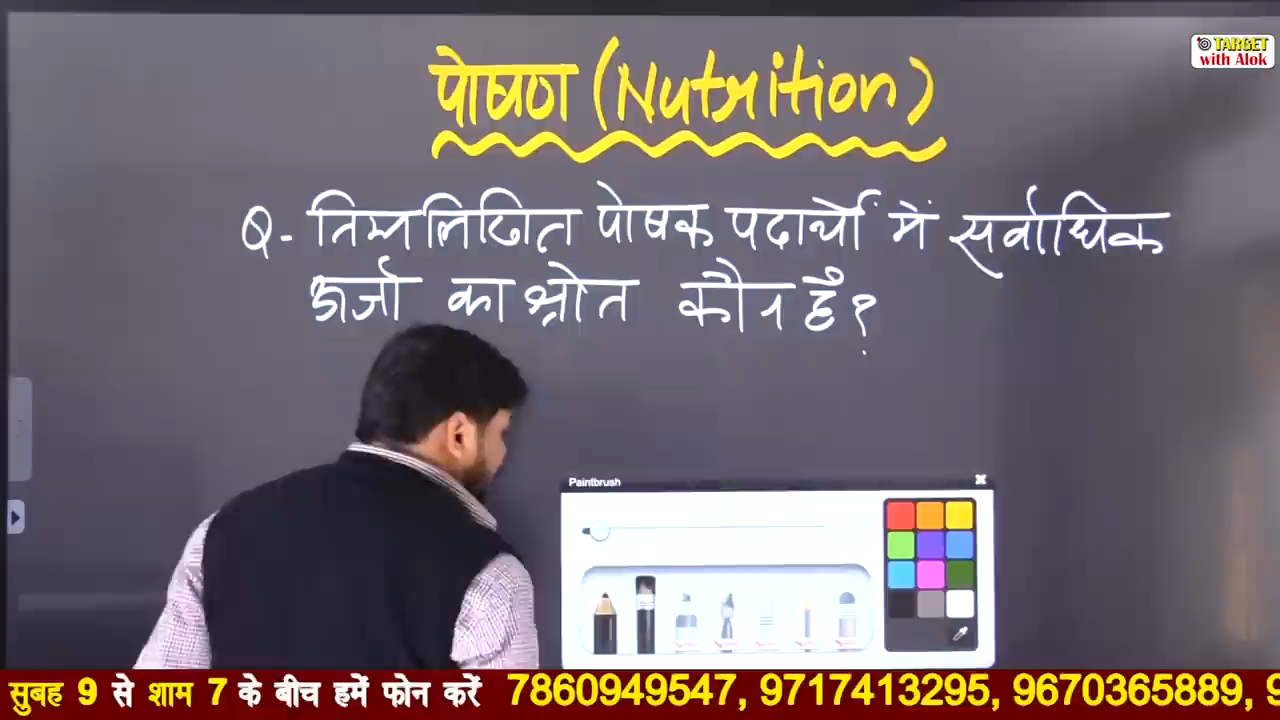 TARGET
with Alok
पोषण (Nutrition)
Q- निम्नलिखित पोषक पदार्थों में सर्वाधिक
ऊर्जा का श्रोत कौन है?
Paintbrush
सुबह 9 से शाम 7 के बीच हमें फोन करें 7860949547, 9717413295, 9670365889, 9